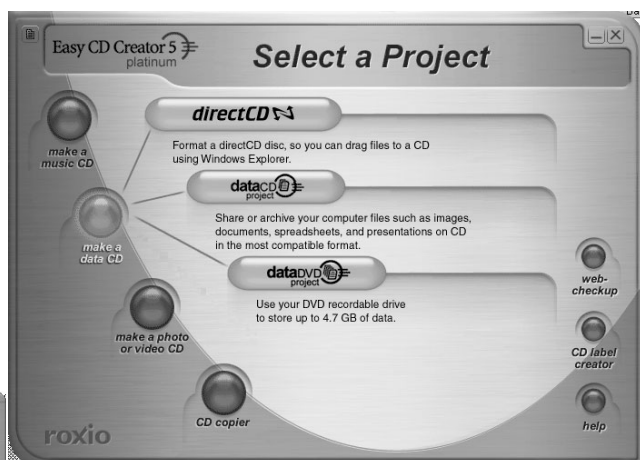 Easy CD Creator 5
platinum
Select a Project
make a
music CD
directCD
Format a directCD disc, so you can drag files to a CD
using Windows Explorer.
make a
data CD
dataCD
project
Share or archive your computer files such as images,
documents, spreadsheets, and presentations on CD
in the most compatible format.
dataDVD
project
Use your DVD recordable drive
to store up to 4.7 GB of data.
make a photo
or video CD
CD copier
web-
checkup
CD label
creator
help
roxio